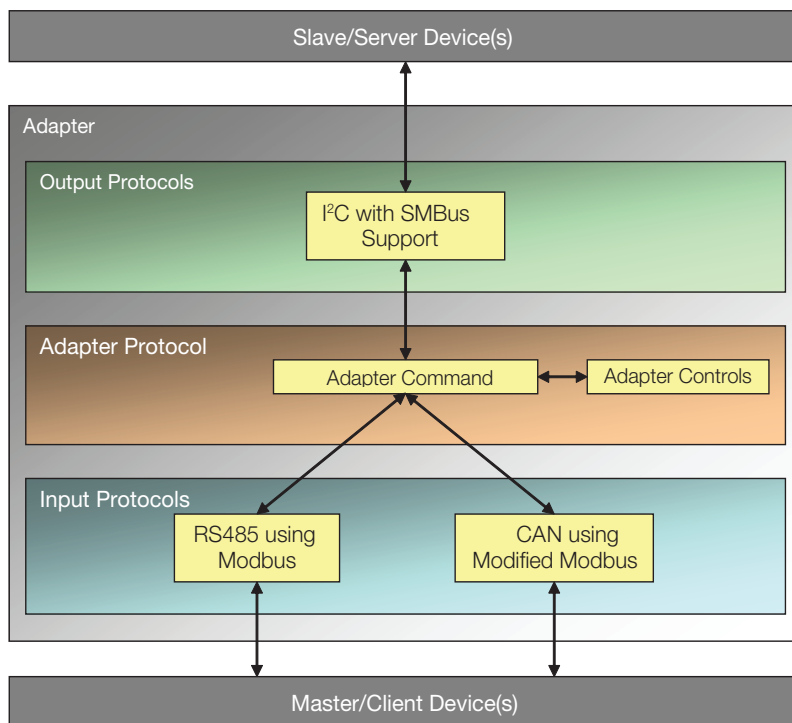 Slave/Server Device(s)
Adapter
Output Protocols
I²C with SMBus
Support
Adapter Protocol
Adapter Command
Adapter Controls
Input Protocols
RS485 using
Modbus
CAN using
Modified Modbus
Master/Client Device(s)